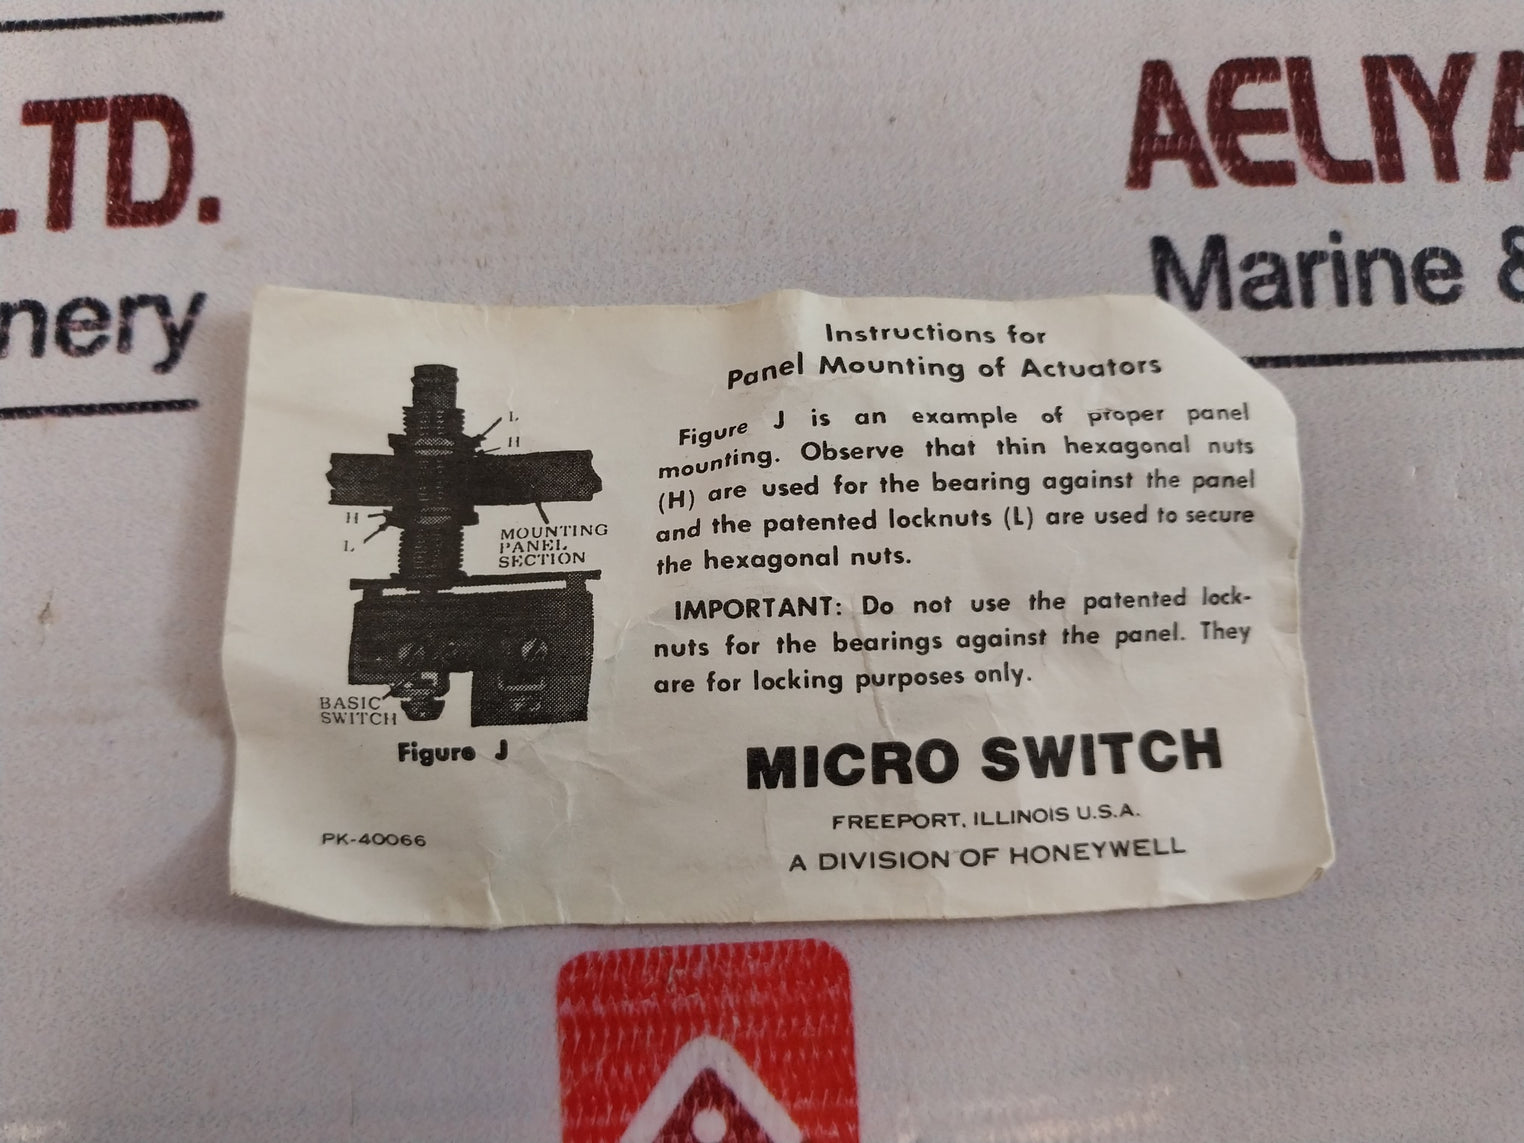 LTD.
nery
AELIYA
Marine &
L
H
H
L
MOUNTING
PANEL
SECTION
BASIC
SWITCH
Figure J
PK-40066
Instructions for
Panel Mounting of Actuators
Figure J is an example of proper panel
mounting. Observe that thin hexagonal nuts
(H) are used for the bearing against the panel
and the patented locknuts (L) are used to secure
the hexagonal nuts.
IMPORTANT: Do not use the patented lock-
nuts for the bearings against the panel. They
are for locking purposes only.
MICRO SWITCH
FREEPORT, ILLINOIS U.S.A.
A DIVISION OF HONEYWELL